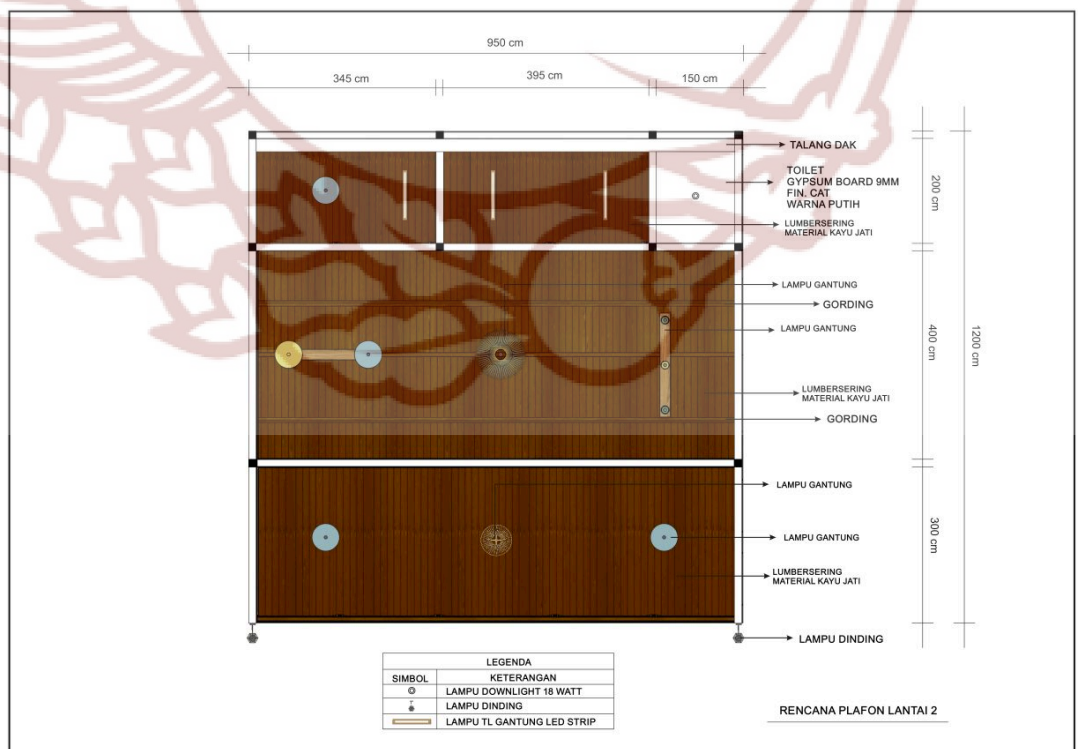 950 cm
345 cm
395 cm
150 cm
TALANG DAK
TOILET
GYPSUM BOARD 9MM
FIN. CAT
WARNA PUTIH
200 cm
LUMBERSERING
MATERIAL KAYU JATI
LAMPU GANTUNG
GORDING
LAMPU GANTUNG
400 cm
1200 cm
LUMBERSERING
MATERIAL KAYU JATI
GORDING
LAMPU GANTUNG
300 cm
LAMPU GANTUNG
LUMBERSERING
MATERIAL KAYU JATI
LAMPU DINDING
LEGENDA
SIMBOL KETERANGAN
LAMPU DOWNLIGHT 18 WATT
LAMPU DINDING
LAMPU TL GANTUNG LED STRIP
RENCANA PLAFON LANTAI 2